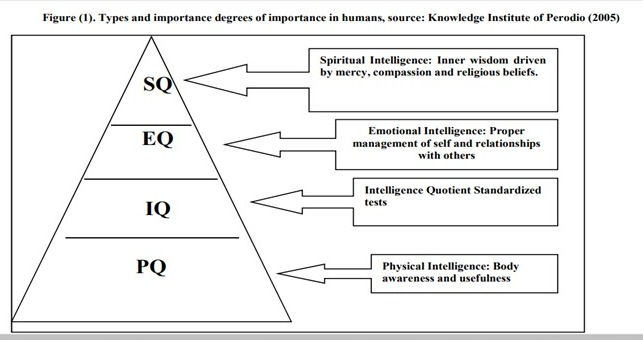 Figure (1). Types and importance degrees of importance in humans, source: Knowledge Institute of Perodio (2005)
SQ
Spiritual Intelligence: Inner wisdom driven
by mercy, compassion and religious beliefs.
EQ
Emotional Intelligence: Proper
management of self and relationships
with others
IQ
Intelligence Quotient Standardized
tests
PQ
Physical Intelligence: Body
awareness and usefulness